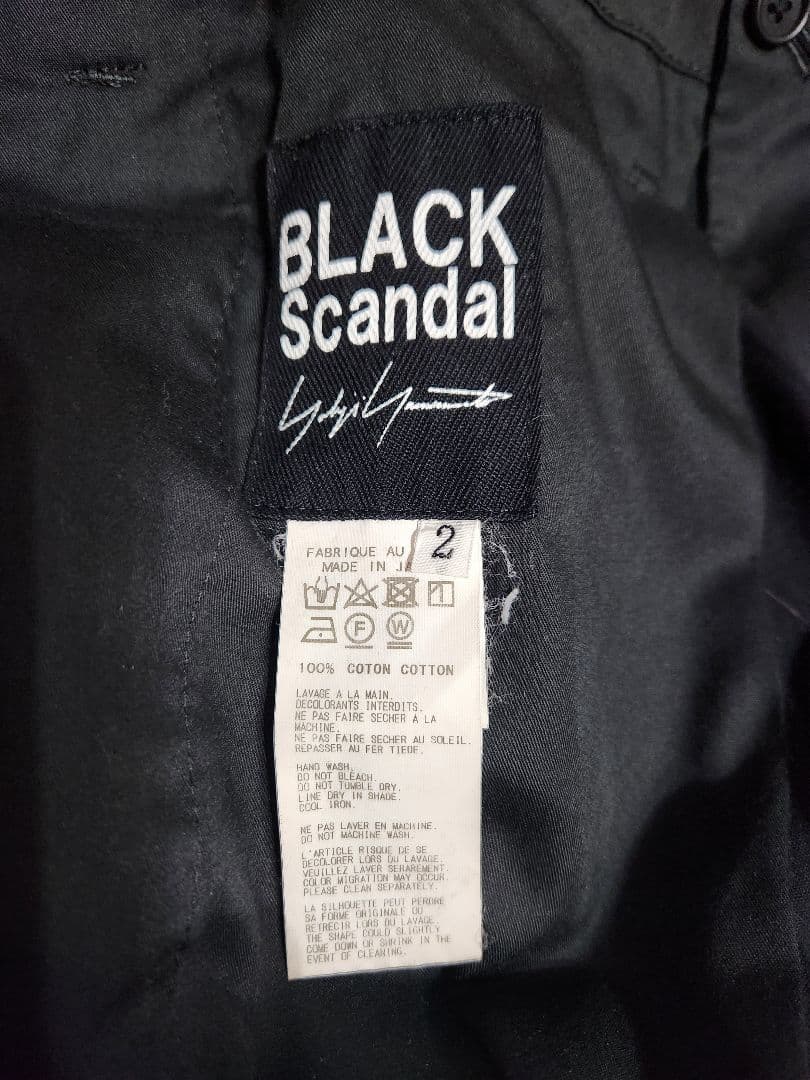 BLACK
Scandal
Yohji Yamamoto
2
FABRIQUE AU
MADE IN JA
F W
100% COTON COTTON
LAVAGE A LA MAIN.
DECOLORANTS INTERDITS.
NE PAS FAIRE SECHER A LA
MACHINE.
NE PAS FAIRE SECHER AU SOLEIL.
REPASSER AU FER TIEDE.
HAND WASH.
DO NOT BLEACH.
DO NOT TUMBLE DRY.
LINE DRY IN SHADE.
COOL IRON.
NE PAS LAVER EN MACHINE.
DO NOT MACHINE WASH.
L'ARTICLE RISQUE DE SE
DECOLORER LORS DU LAVAGE.
VEUILLEZ LAVER SEPAREMENT.
COLOR MIGRATION MAY OCCUR.
PLEASE CLEAN SEPARATELY.
LA SILHOUETTE PEUT PERDRE
SA FORME ORIGINALE OU
RETRECIR LORS DU LAVAGE.
THE SHAPE COULD SLIGHTLY
COME DOWN OR SHRINK IN THE
EVENT OF CLEANING.